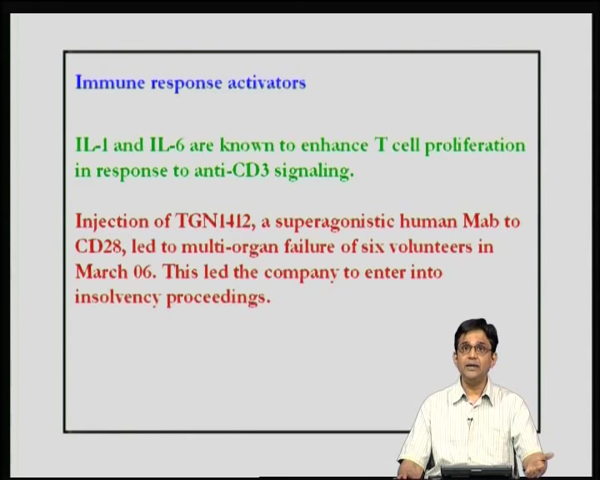 Immune response activators
IL-1 and IL-6 are known to enhance T cell proliferation
in response to anti-CD3 signaling.
Injection of TGN1412, a superagonistic human Mab to
CD28, led to multi-organ failure of six volunteers in
March 06. This led the company to enter into
insolvency proceedings.